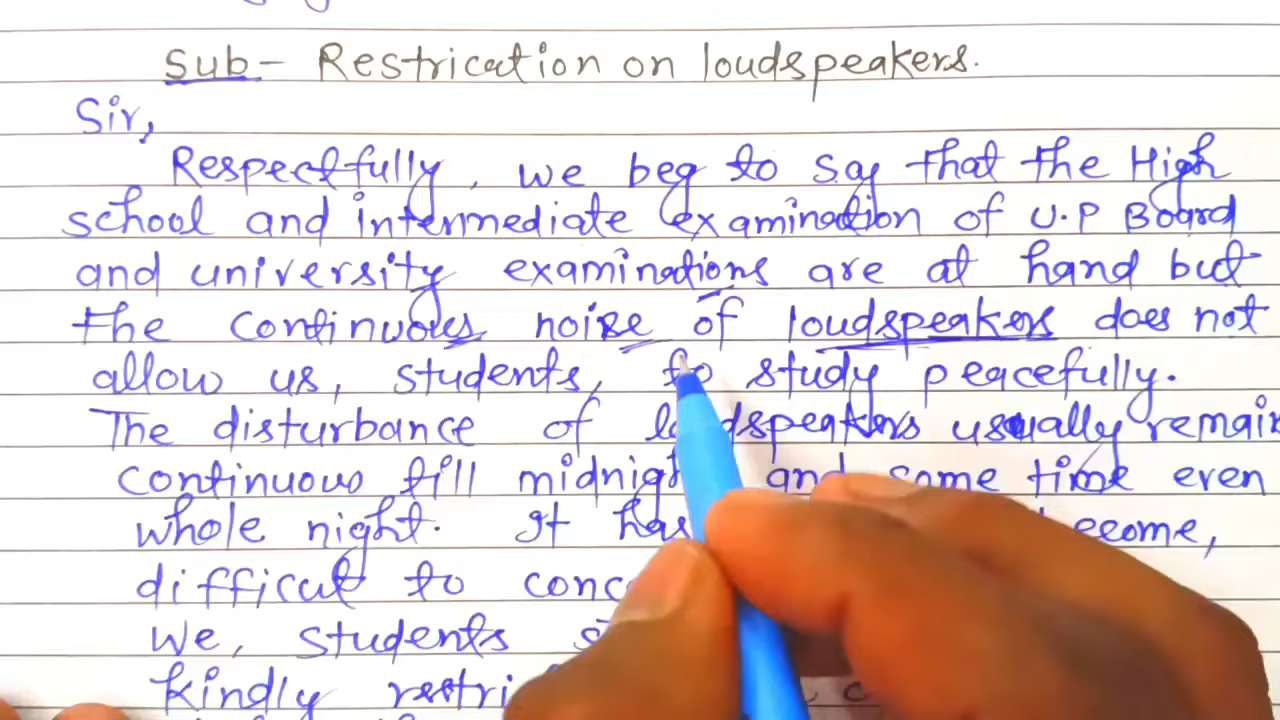 Sub- Restrication on loudspeakers.
Sir,
Respectfully, we beg to say that the High
school and intermediate examination of U.P Board
and university examinations are at hand but
the continuous noise of loudspeakers does not
allow us, students, to study peacefully.
The disturbance of loudspeakers usually remain
continuous till midnight and some time even
whole night. It has
difficult to
We, students
kindly